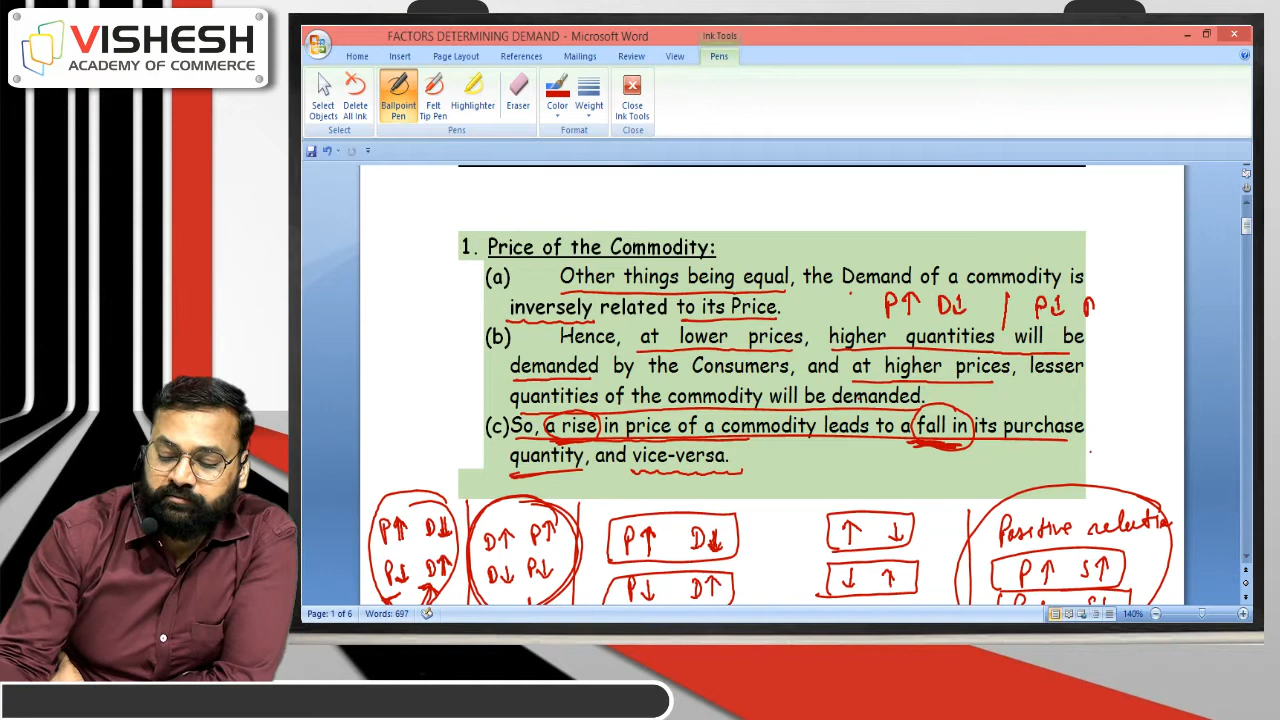 VISHESH
ACADEMY OF COMMERCE
FACTORS DETERMINING DEMAND - Microsoft Word
Ink Tools
Home Insert Page Layout References Mailings Review View Pens
Select Objects
Delete All Ink
Ballpoint Pen
Felt Tip Pen
Highlighter
Eraser
Color
Weight
Close Ink Tools
Select Pens Format Close
1. Price of the Commodity:
(a) Other things being equal, the Demand of a commodity is
inversely related to its Price. P↑ D↓ / P↓
(b) Hence, at lower prices, higher quantities will be
demanded by the Consumers, and at higher prices, lesser
quantities of the commodity will be demanded.
(c) So, a rise in price of a commodity leads to a fall in its purchase
quantity, and vice-versa.
P↑ D↓ D↑ P↑ P↑ D↓ ↑ ↓ Positive relation
P↓ D↑ D↓ P↓ P↓ D↑ ↓ ↑ P↑ S↑
Page: 1 of 6 Words: 697 140%